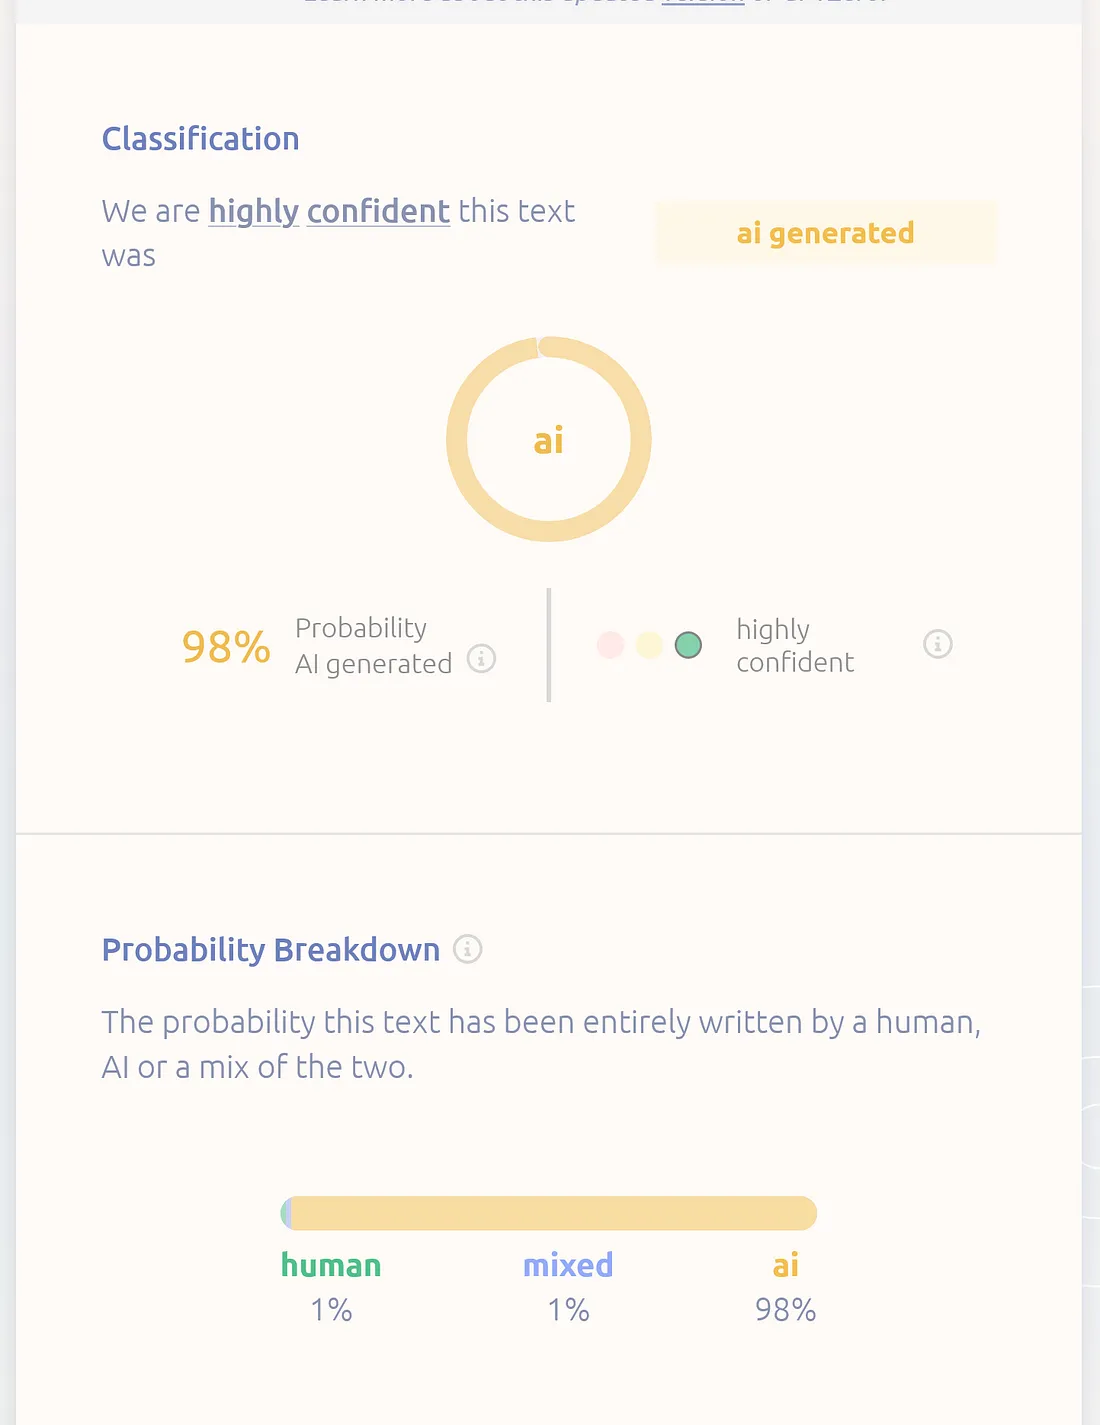 Classification
We are highly confident this text
was
ai generated
ai
98%
Probability
AI generated
highly
confident
Probability Breakdown
The probability this text has been entirely written by a human,
AI or a mix of the two.
human mixed ai
1% 1% 98%